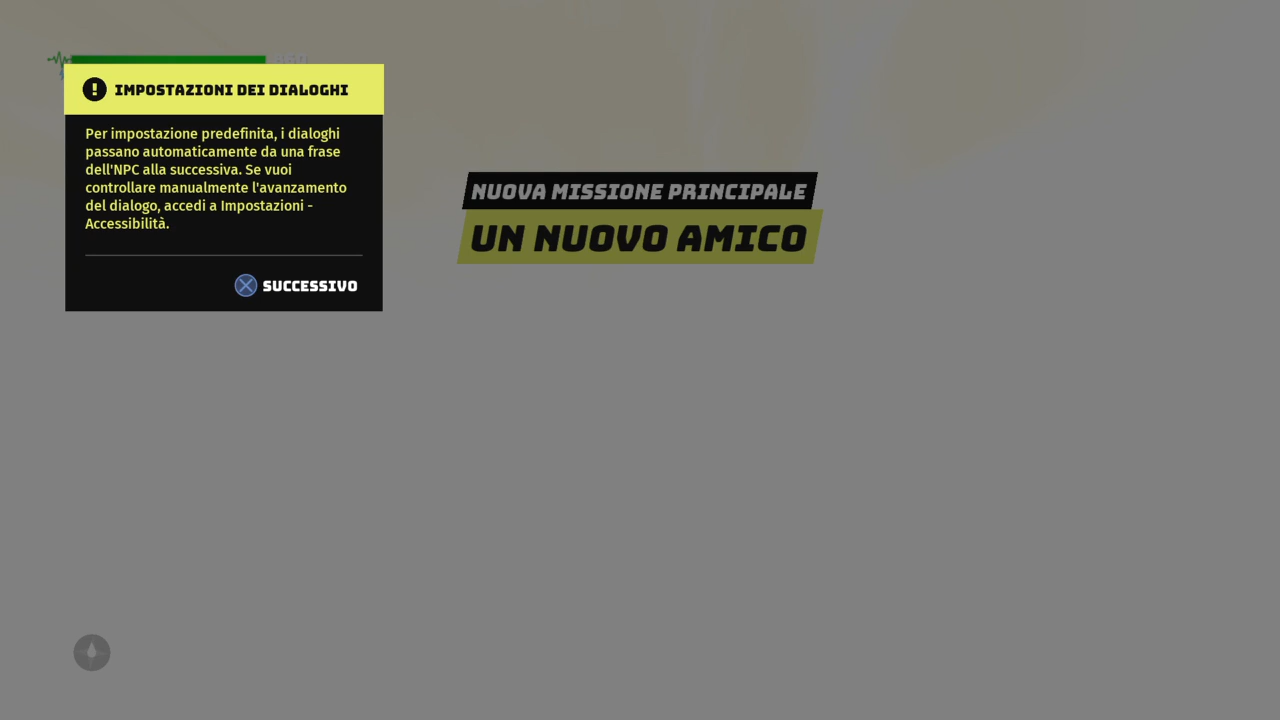 IMPOSTAZIONI DEI DIALOGHI
Per impostazione predefinita, i dialoghi
passano automaticamente da una frase
dell'NPC alla successiva. Se vuoi
controllare manualmente l'avanzamento
del dialogo, accedi a Impostazioni -
Accessibilità.
SUCCESSIVO
NUOVA MISSIONE PRINCIPALE
UN NUOVO AMICO